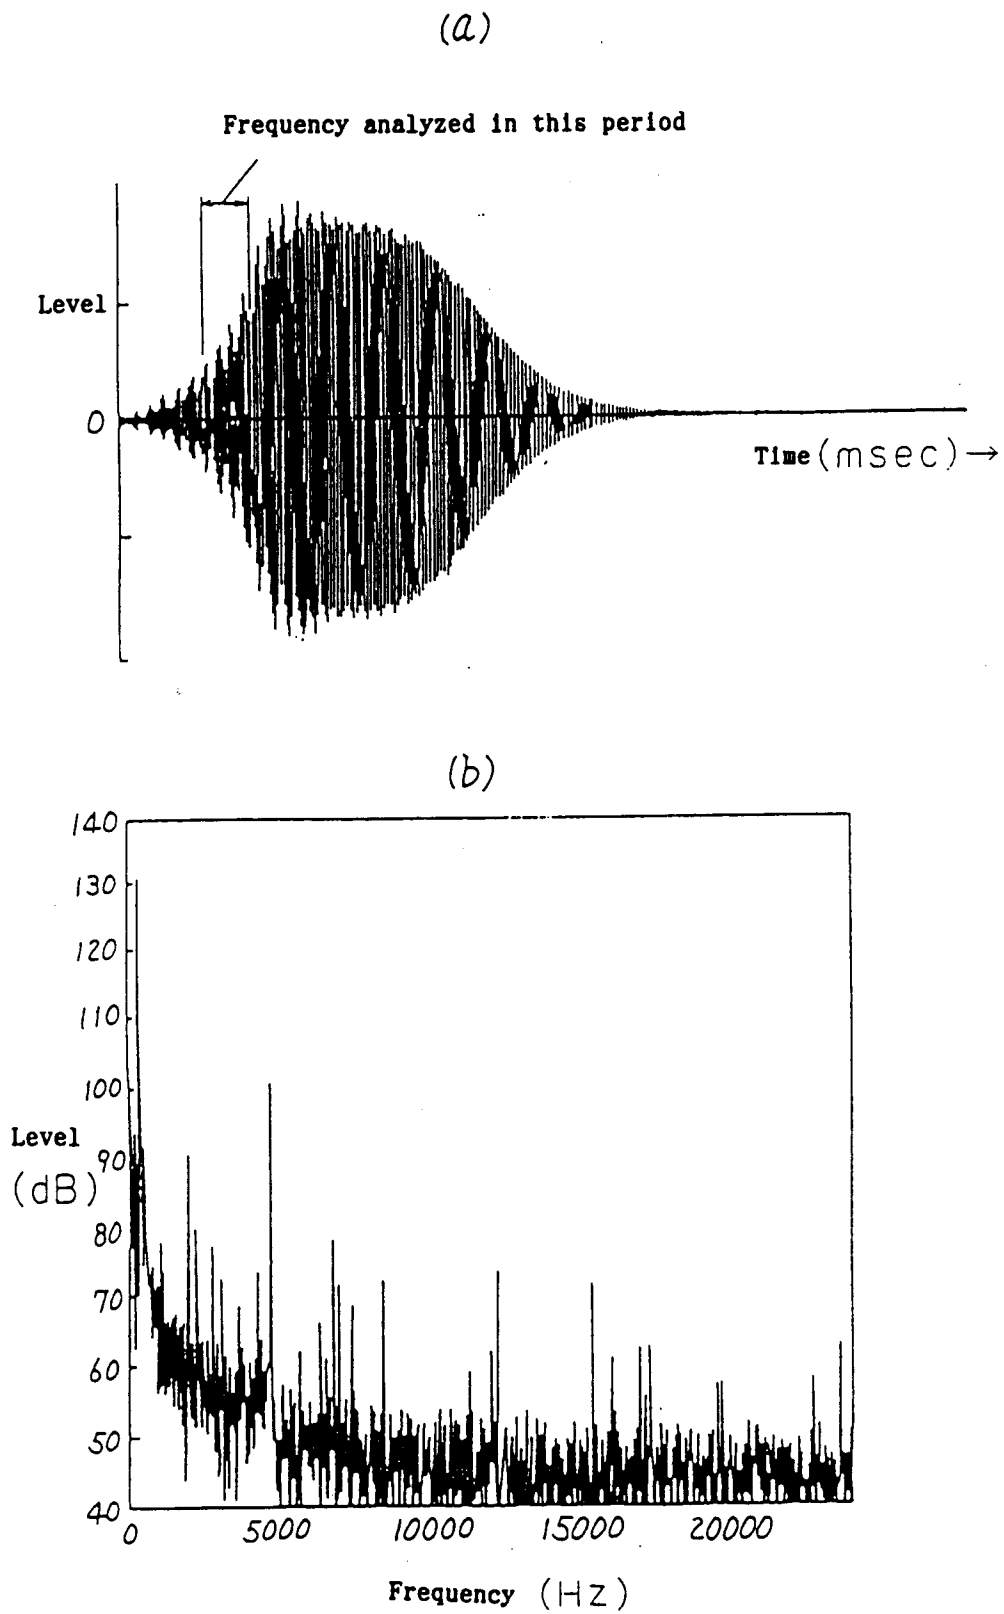 (a)
Frequency analyzed in this period
Level
0
Time (msec) →
(b)
140
130
120
110
100
Level
90
(dB)
80
70
60
50
40
0 5000 10000 15000 20000
Frequency (Hz)